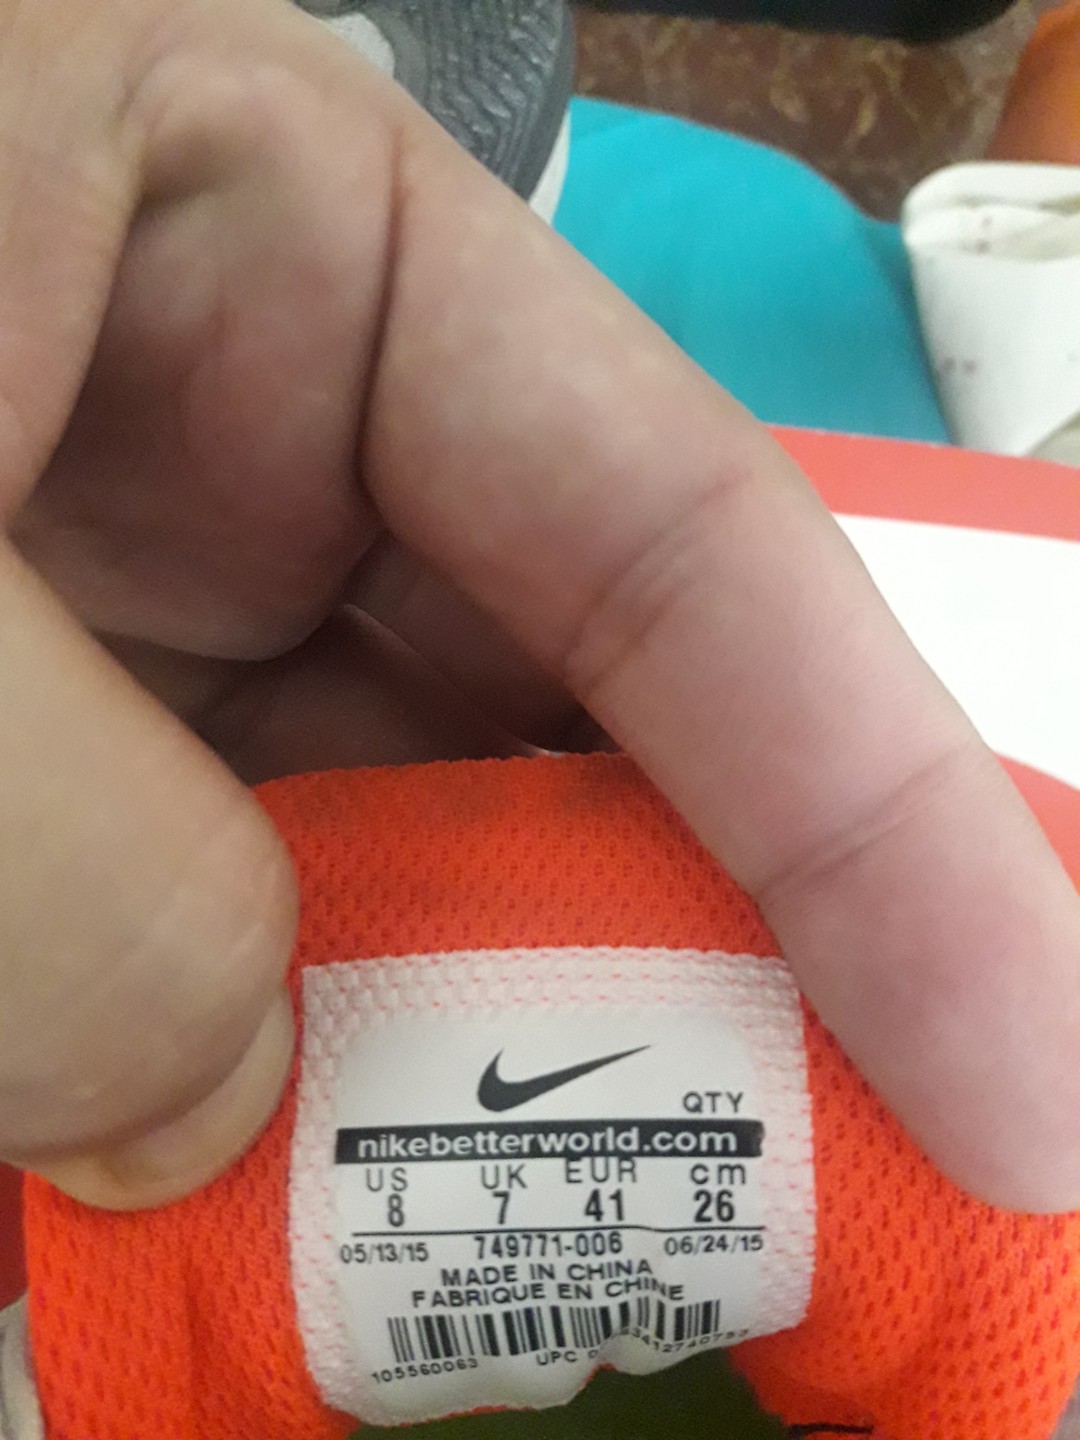 QTY
nikebetterworld.com
US UK EUR cm
8 7 41 26
05/13/15 749771-006 06/24/15
MADE IN CHINA
FABRIQUE EN CHINE
105560063 UPC